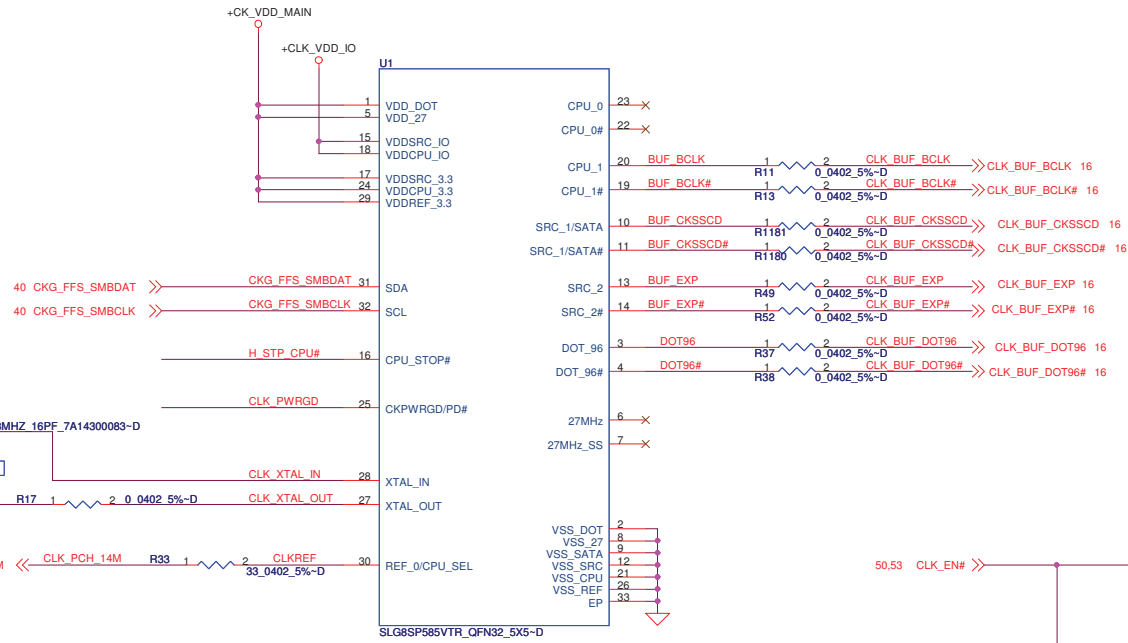 +CK_VDD_MAIN
+CLK_VDD_IO
U1
1 VDD_DOT
5 VDD_27
15 VDDSRC_IO
18 VDDCPU_IO
17 VDDSRC_3.3
24 VDDCPU_3.3
29 VDDREF_3.3
40 CKG_FFS_SMBDAT CKG_FFS_SMBDAT 31 SDA
40 CKG_FFS_SMBCLK CKG_FFS_SMBCLK 32 SCL
H_STP_CPU# 16 CPU_STOP#
CLK_PWRGD 25 CKPWRGD/PD#
MHZ_16PF_7A14300083~D
CLK_XTAL_IN 28 XTAL_IN
R17 1 2 0_0402_5%~D CLK_XTAL_OUT 27 XTAL_OUT
CLK_PCH_14M R33 1 2 CLKREF 30 REF_0/CPU_SEL
33_0402_5%~D
CPU_0 23
CPU_0# 22
CPU_1 20 BUF_BCLK 1 2 CLK_BUF_BCLK CLK_BUF_BCLK 16
R11 0_0402_5%~D
CPU_1# 19 BUF_BCLK# 1 2 CLK_BUF_BCLK# CLK_BUF_BCLK# 16
R13 0_0402_5%~D
SRC_1/SATA 10 BUF_CKSSCD 1 2 CLK_BUF_CKSSCD CLK_BUF_CKSSCD 16
R1181 0_0402_5%~D
SRC_1/SATA# 11 BUF_CKSSCD# 1 2 CLK_BUF_CKSSCD# CLK_BUF_CKSSCD# 16
R1180 0_0402_5%~D
SRC_2 13 BUF_EXP 1 2 CLK_BUF_EXP CLK_BUF_EXP 16
R49 0_0402_5%~D
SRC_2# 14 BUF_EXP# 1 2 CLK_BUF_EXP# CLK_BUF_EXP# 16
R52 0_0402_5%~D
DOT_96 3 DOT96 1 2 CLK_BUF_DOT96 CLK_BUF_DOT96 16
R37 0_0402_5%~D
DOT_96# 4 DOT96# 1 2 CLK_BUF_DOT96# CLK_BUF_DOT96# 16
R38 0_0402_5%~D
27MHz 6
27MHz_SS 7
VSS_DOT 2
VSS_27 8
VSS_SATA 9
VSS_SRC 12
VSS_CPU 21
VSS_REF 26
EP 33
50,53 CLK_EN#
SLG8SP585VTR_QFN32_5X5~D